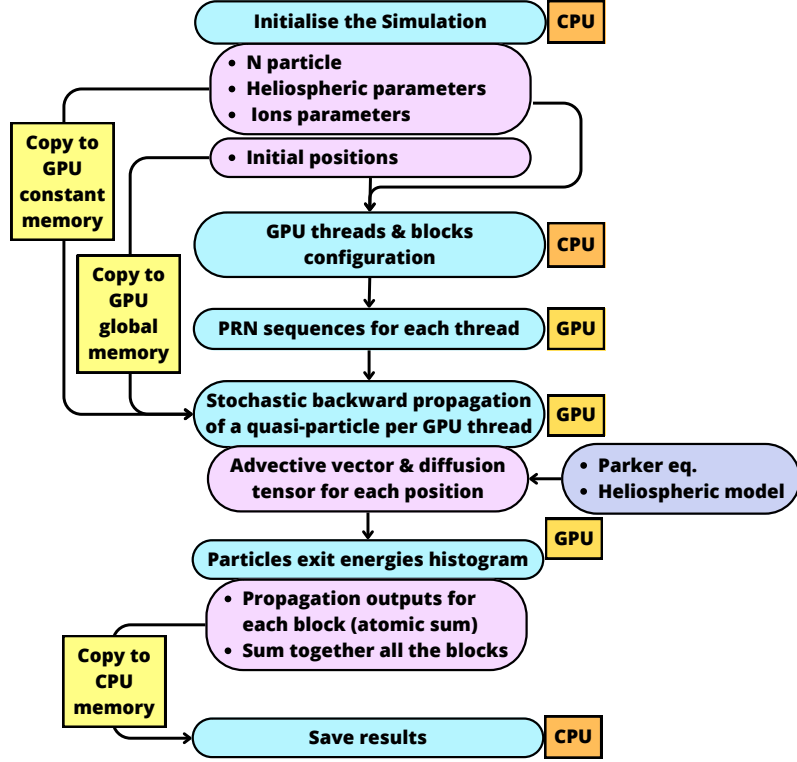 Initialise the Simulation
CPU
• N particle
• Heliospheric parameters
• Ions parameters
Copy to
GPU
constant
memory
• Initial positions
GPU threads & blocks
configuration
CPU
Copy to
GPU
global
memory
PRN sequences for each thread
GPU
Stochastic backward propagation
of a quasi-particle per GPU thread
GPU
Advective vector & diffusion
tensor for each position
• Parker eq.
• Heliospheric model
GPU
Particles exit energies histogram
• Propagation outputs for
each block (atomic sum)
• Sum together all the blocks
Copy to
CPU
memory
Save results
CPU